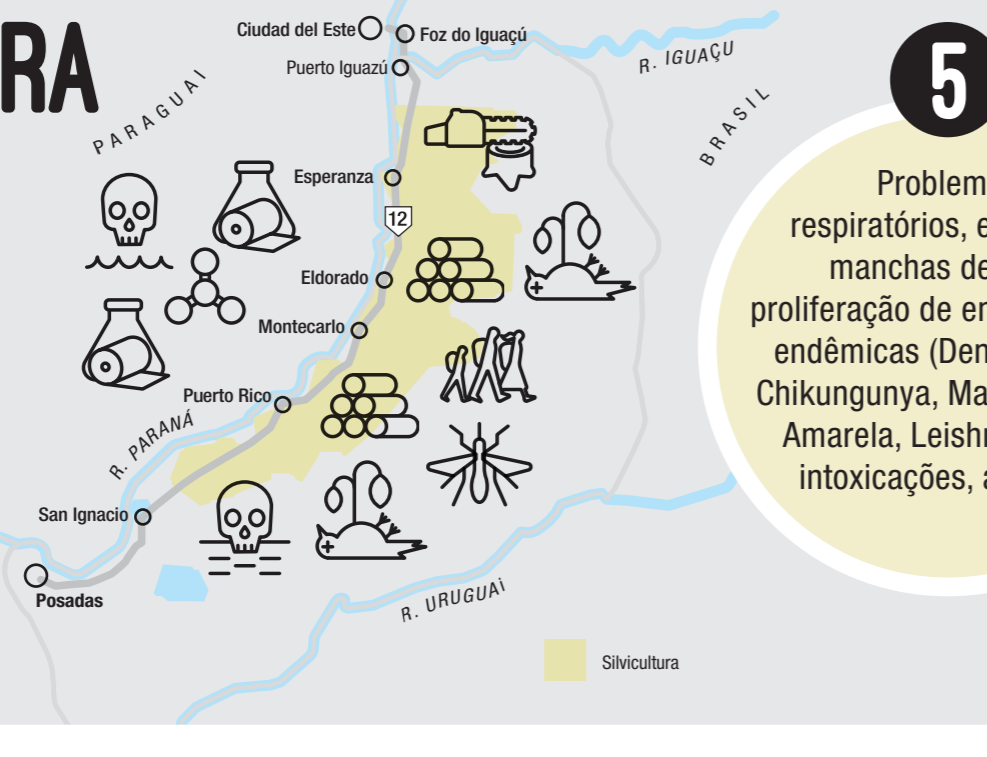 RA
Ciudad del Este
Foz do Iguaçú
Puerto Iguazú
R. IGUAÇU
PARAGUAI
BRASIL
Esperanza
12
Eldorado
Montecarlo
Puerto Rico
R. PARANÁ
San Ignacio
Posadas
R. URUGUAi
Silvicultura
5
Problem
respiratórios, e
manchas de
proliferação de en
endêmicas (Den
Chikungunya, Ma
Amarela, Leishm
intoxicações, a